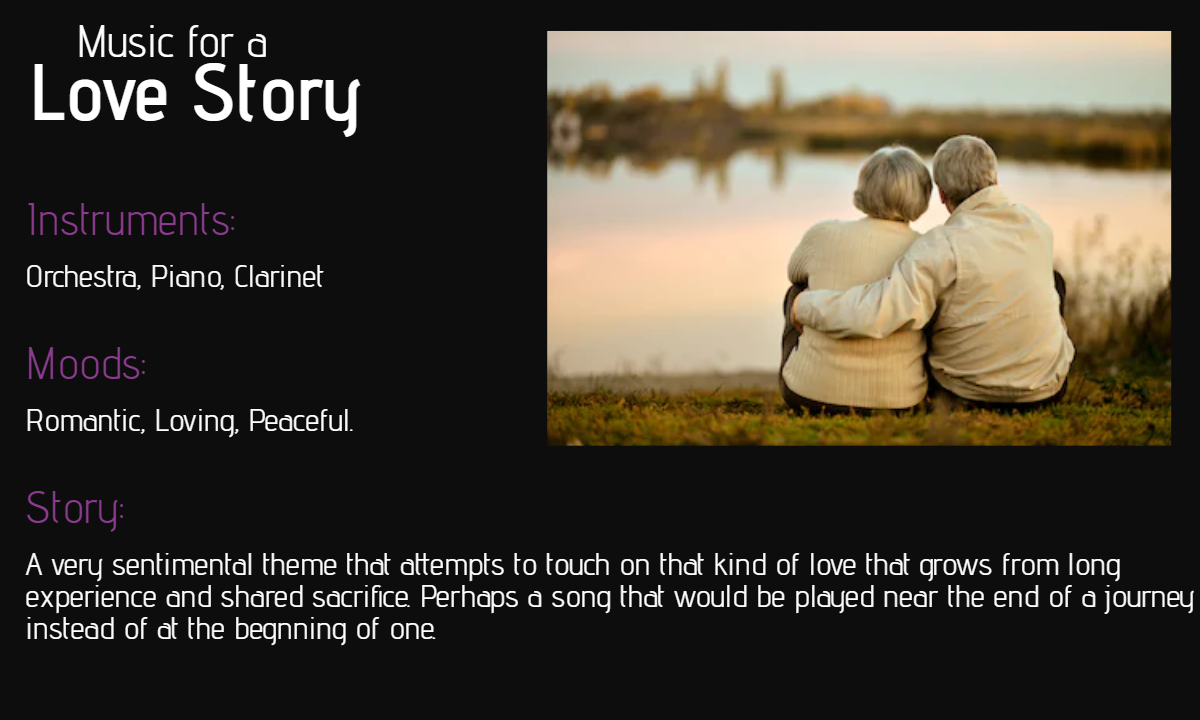 Music for a
Love Story
Instruments:
Orchestra, Piano, Clarinet
Moods:
Romantic, Loving, Peaceful.
Story:
A very sentimental theme that attempts to touch on that kind of love that grows from long
experience and shared sacrifice. Perhaps a song that would be played near the end of a journey
instead of at the begnning of one.